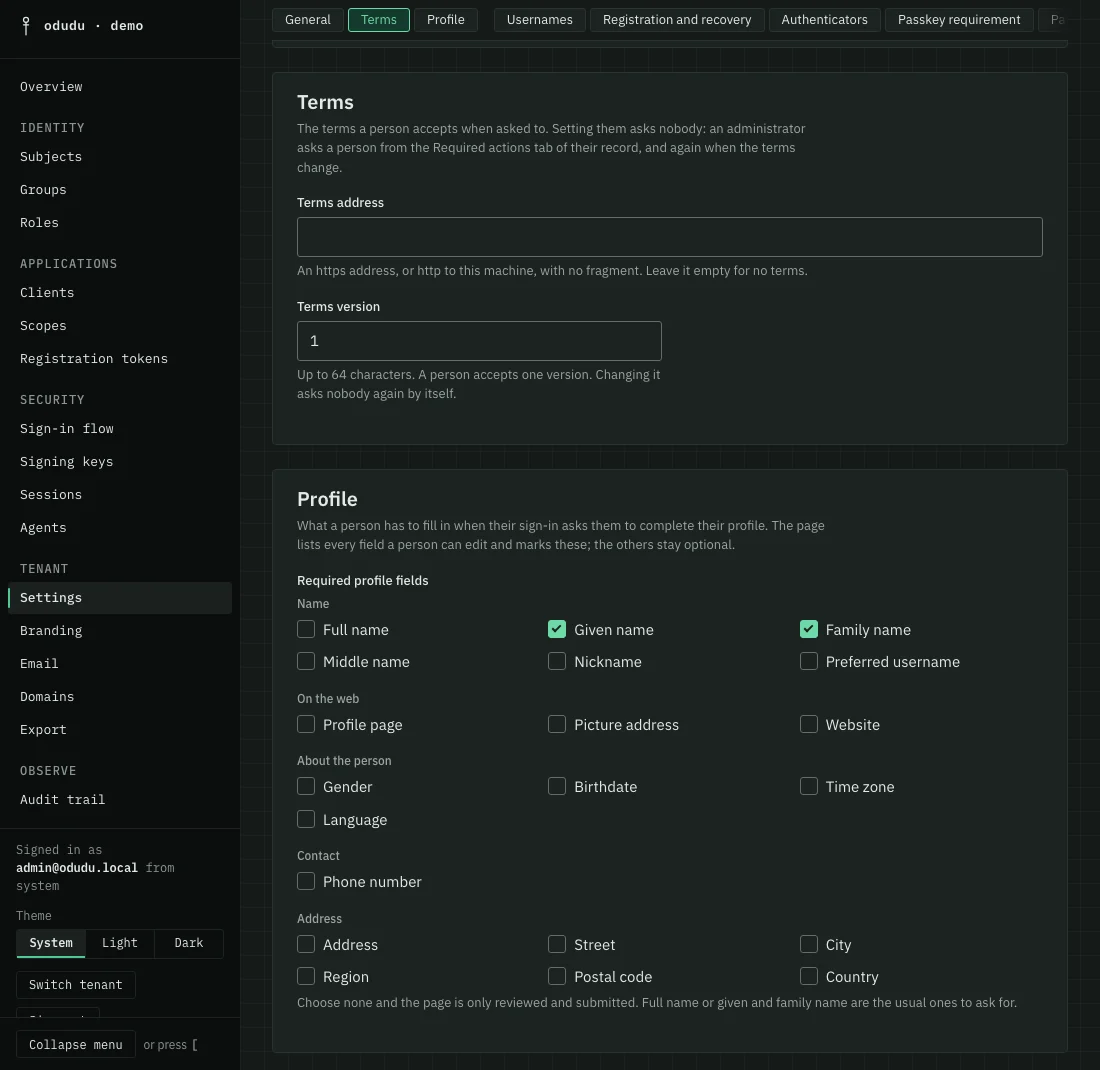 odudu · demo
Overview
IDENTITY
Subjects
Groups
Roles
APPLICATIONS
Clients
Scopes
Registration tokens
SECURITY
Sign-in flow
Signing keys
Sessions
Agents
TENANT
Settings
Branding
Email
Domains
Export
OBSERVE
Audit trail
Signed in as
admin@odudu.local from
system
Theme
System Light Dark
Switch tenant
Collapse menu or press [
General Terms Profile Usernames Registration and recovery Authenticators Passkey requirement
Terms
The terms a person accepts when asked to. Setting them asks nobody: an administrator
asks a person from the Required actions tab of their record, and again when the terms
change.
Terms address
An https address, or http to this machine, with no fragment. Leave it empty for no terms.
Terms version
1
Up to 64 characters. A person accepts one version. Changing it
asks nobody again by itself.
Profile
What a person has to fill in when their sign-in asks them to complete their profile. The page
lists every field a person can edit and marks these; the others stay optional.
Required profile fields
Name
Full name Given name Family name
Middle name Nickname Preferred username
On the web
Profile page Picture address Website
About the person
Gender Birthdate Time zone
Language
Contact
Phone number
Address
Address Street City
Region Postal code Country
Choose none and the page is only reviewed and submitted. Full name or given and family name are the usual ones to ask for.